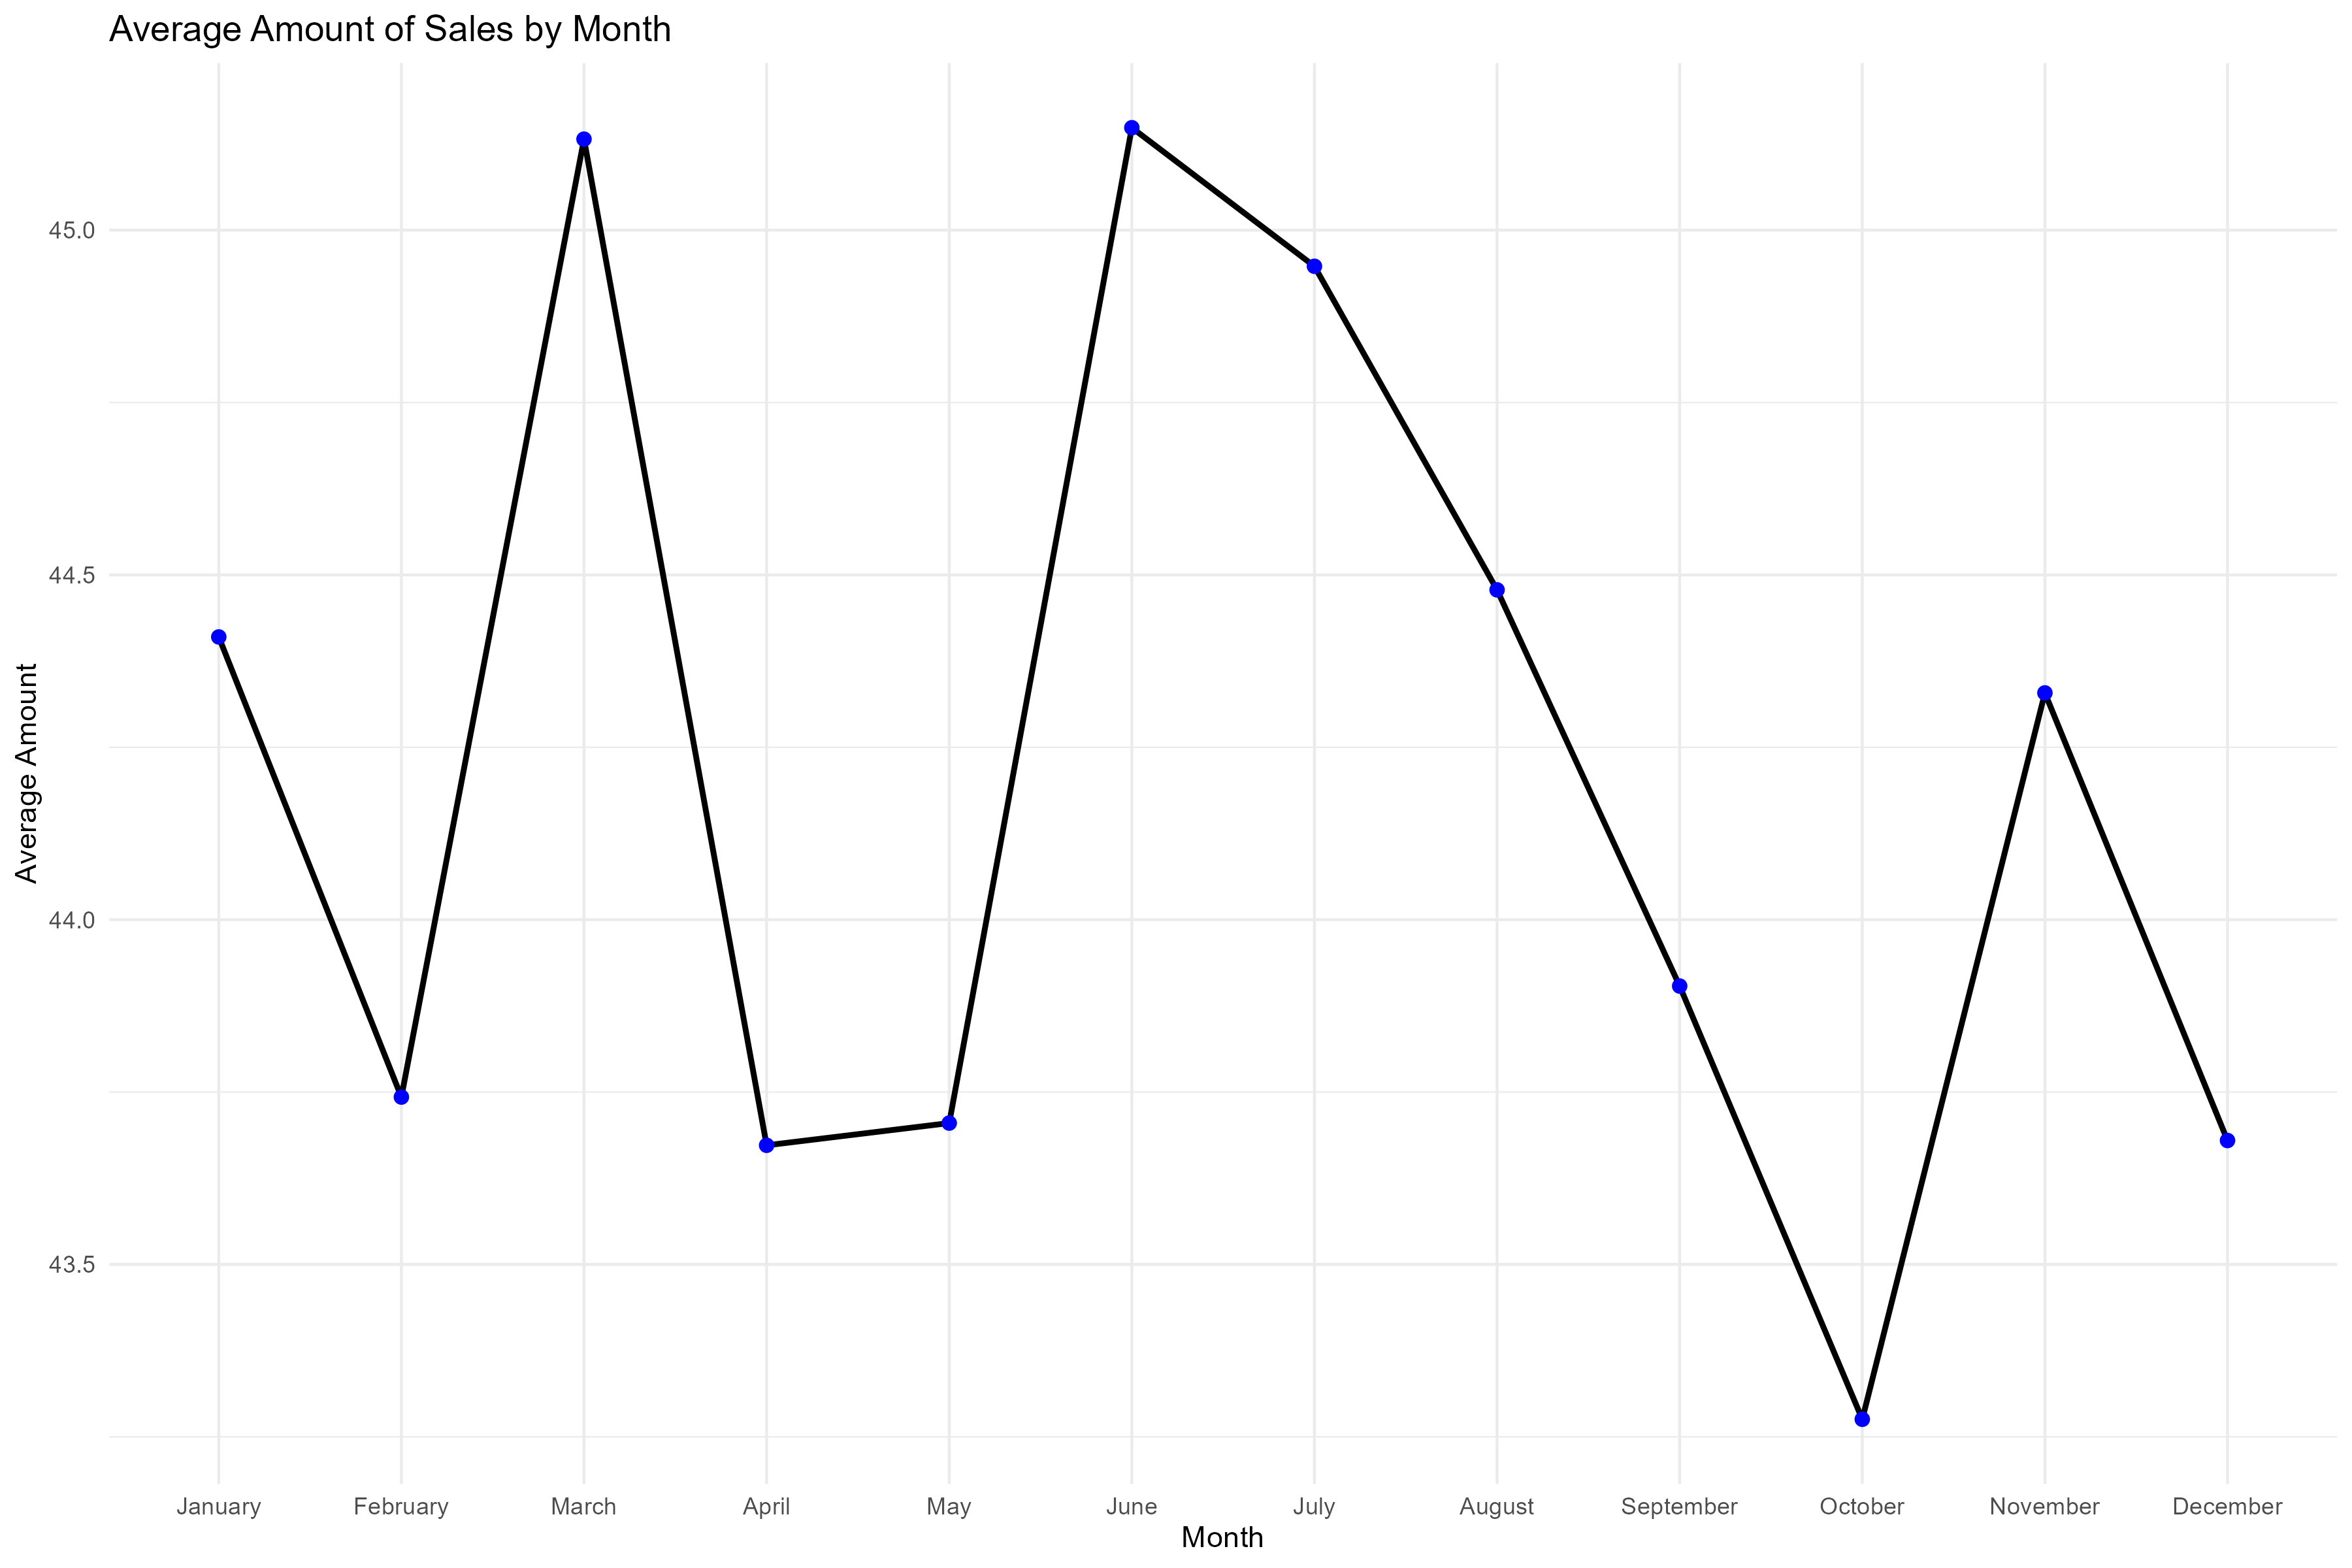 Average Amount of Sales by Month
45.0
44.5
44.0
43.5
Average Amount
January February March April May June July August September October November December
Month